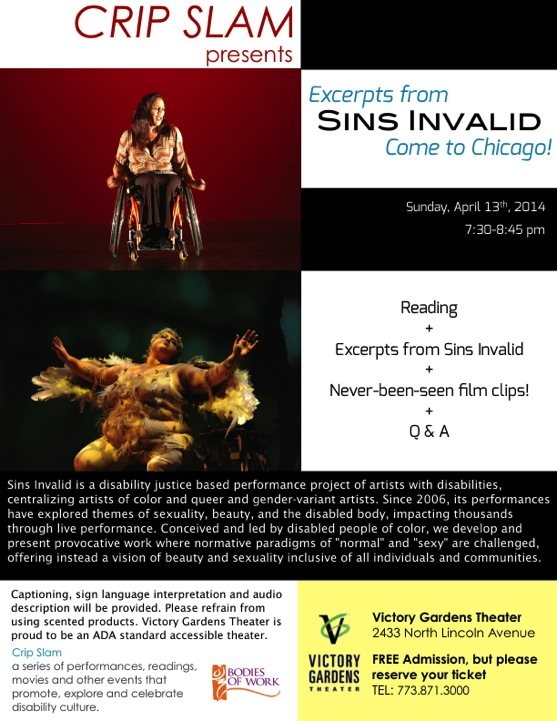 CRIP SLAM
presents
Excerpts from
SINS INVALID
Come to Chicago!
Sunday, April 13th, 2014
7:30-8:45 pm
Reading
+
Excerpts from Sins Invalid
+
Never-been-seen film clips!
+
Q & A
Sins Invalid is a disability justice based performance project of artists with disabilities,
centralizing artists of color and queer and gender-variant artists. Since 2006, its performances
have explored themes of sexuality, beauty, and the disabled body, impacting thousands
through live performance. Conceived and led by disabled people of color, we develop and
present provocative work where normative paradigms of "normal" and "sexy" are challenged,
offering instead a vision of beauty and sexuality inclusive of all individuals and communities.
Captioning, sign language interpretation and audio
description will be provided. Please refrain from
using scented products. Victory Gardens Theater is
proud to be an ADA standard accessible theater.
Crip Slam
a series of performances, readings,
movies and other events that
promote, explore and celebrate
disability culture.
BODIES
OF WORK
VICTORY
GARDENS
THEATER
Victory Gardens Theater
2433 North Lincoln Avenue
FREE Admission, but please
reserve your ticket
TEL: 773.871.3000